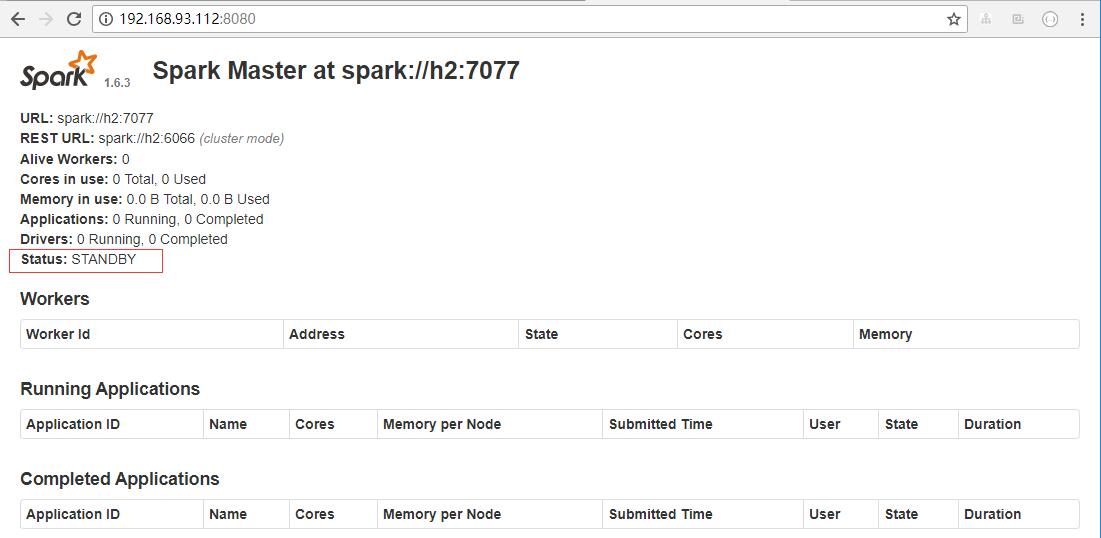 192.168.93.112:8080
Spark 1.6.3 Spark Master at spark://h2:7077
URL: spark://h2:7077
REST URL: spark://h2:6066 (cluster mode)
Alive Workers: 0
Cores in use: 0 Total, 0 Used
Memory in use: 0.0 B Total, 0.0 B Used
Applications: 0 Running, 0 Completed
Drivers: 0 Running, 0 Completed
Status: STANDBY
Workers
Worker Id Address State Cores Memory
Running Applications
Application ID Name Cores Memory per Node Submitted Time User State Duration
Completed Applications
Application ID Name Cores Memory per Node Submitted Time User State Duration